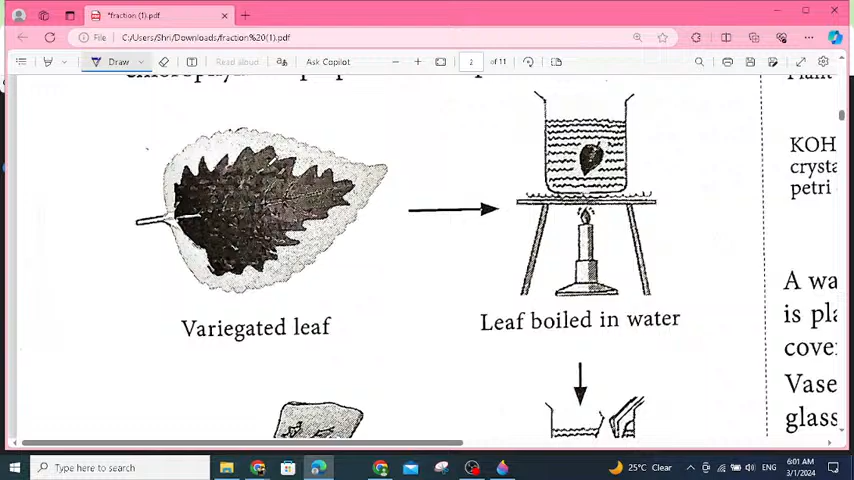 *fraction (1).pdf
File
C:/Users/Shri/Downloads/fraction%20(1).pdf
Draw
Read aloud
Ask Copilot
2
of 11
KOH
crysta
petri
Variegated leaf
Leaf boiled in water
A wa
is pla
cove
Vase
glass
Type here to search
25°C Clear
ENG
6:01 AM
3/1/2024